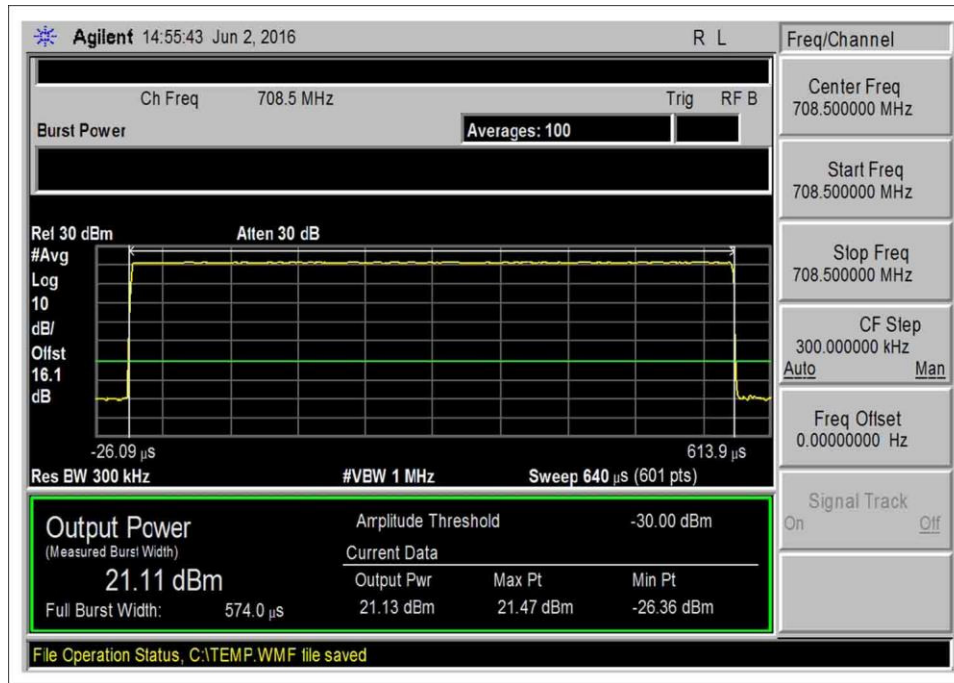 Agilent 14:55:43 Jun 2, 2016 R L
Ch Freq 708.5 MHz Trig RF B
Burst Power Averages: 100
Ref 30 dBm Atten 30 dB
#Avg
Log
10
dB/
Offst
16.1
dB
-26.09 μs 613.9 μs
Res BW 300 kHz #VBW 1 MHz Sweep 640 μs (601 pts)
Output Power
(Measured Burst Width)
21.11 dBm
Full Burst Width: 574.0 μs
Amplitude Threshold -30.00 dBm
Current Data
Output Pwr Max Pt Min Pt
21.13 dBm 21.47 dBm -26.36 dBm
File Operation Status, C:\TEMP.WMF file saved
Freq/Channel
Center Freq
708.500000 MHz
Start Freq
708.500000 MHz
Stop Freq
708.500000 MHz
CF Step
300.000000 kHz
Auto Man
Freq Offset
0.00000000 Hz
Signal Track
On Off